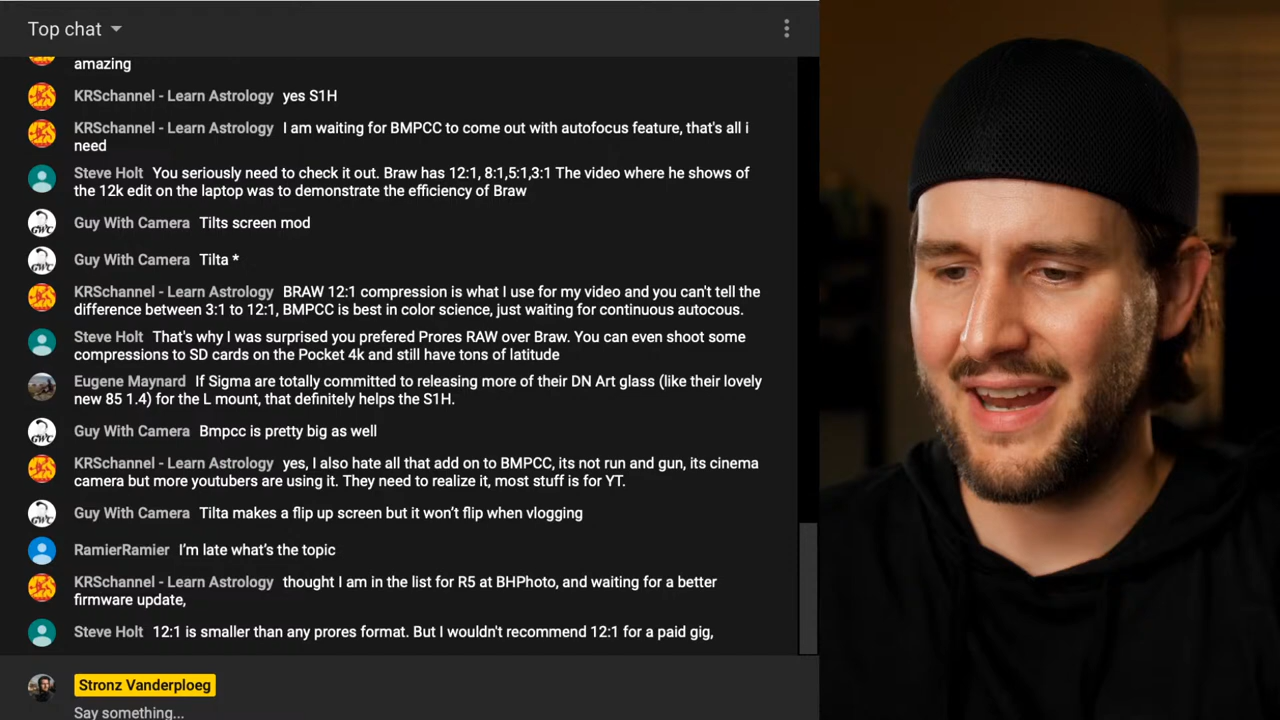 Top chat
amazing
KRSchannel - Learn Astrology yes S1H
KRSchannel - Learn Astrology I am waiting for BMPCC to come out with autofocus feature, that's all i
need
Steve Holt You seriously need to check it out. Braw has 12:1, 8:1,5:1,3:1 The video where he shows of
the 12k edit on the laptop was to demonstrate the efficiency of Braw
Guy With Camera Tilts screen mod
Guy With Camera Tilta *
KRSchannel - Learn Astrology BRAW 12:1 compression is what I use for my video and you can't tell the
difference between 3:1 to 12:1, BMPCC is best in color science, just waiting for continuous autocous.
Steve Holt That's why I was surprised you prefered Prores RAW over Braw. You can even shoot some
compressions to SD cards on the Pocket 4k and still have tons of latitude
Eugene Maynard If Sigma are totally committed to releasing more of their DN Art glass (like their lovely
new 85 1.4) for the L mount, that definitely helps the S1H.
Guy With Camera Bmpcc is pretty big as well
KRSchannel - Learn Astrology yes, I also hate all that add on to BMPCC, its not run and gun, its cinema
camera but more youtubers are using it. They need to realize it, most stuff is for YT.
Guy With Camera Tilta makes a flip up screen but it won’t flip when vlogging
RamierRamier I’m late what’s the topic
KRSchannel - Learn Astrology thought I am in the list for R5 at BHPhoto, and waiting for a better
firmware update,
Steve Holt 12:1 is smaller than any prores format. But I wouldn't recommend 12:1 for a paid gig,
Stronz Vanderploeg
Say something...